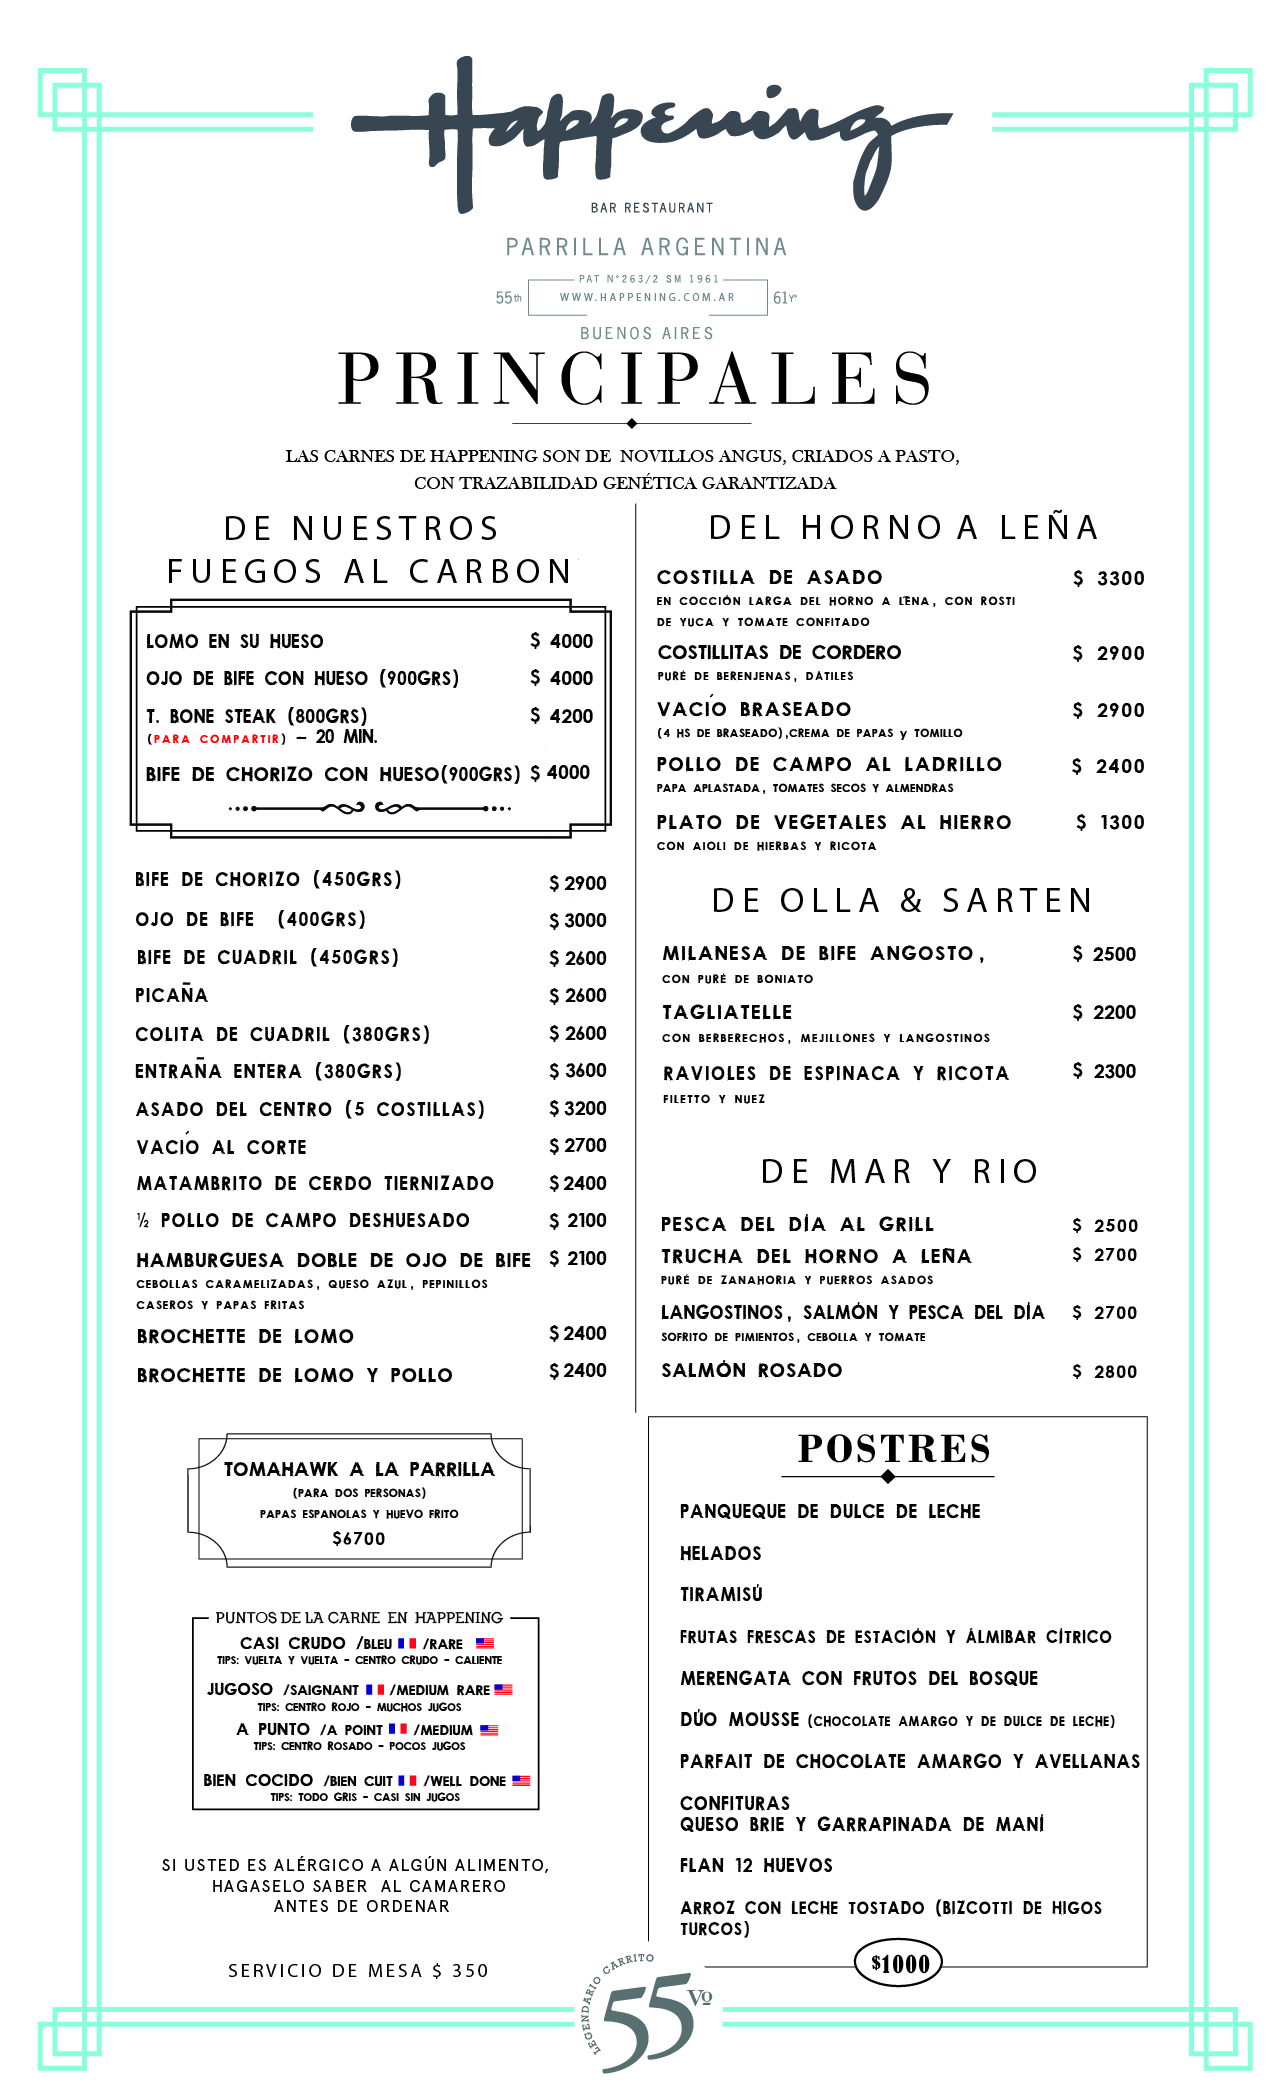 Happening
BAR RESTAURANT
PARRILLA ARGENTINA
PAT N°263/2 SM 1961
55th WWW.HAPPENING.COM.AR 61Yº
BUENOS AIRES
PRINCIPALES
LAS CARNES DE HAPPENING SON DE NOVILLOS ANGUS, CRIADOS A PASTO,
CON TRAZABILIDAD GENÉTICA GARANTIZADA
DE NUESTROS
FUEGOS AL CARBON
LOMO EN SU HUESO $ 4000
OJO DE BIFE CON HUESO (900GRS) $ 4000
T. BONE STEAK (800GRS) $ 4200
(PARA COMPARTIR) – 20 MIN.
BIFE DE CHORIZO CON HUESO(900GRS) $ 4000
BIFE DE CHORIZO (450GRS) $ 2900
OJO DE BIFE (400GRS) $ 3000
BIFE DE CUADRIL (450GRS) $ 2600
PICAÑA $ 2600
COLITA DE CUADRIL (380GRS) $ 2600
ENTRAÑA ENTERA (380GRS) $ 3600
ASADO DEL CENTRO (5 COSTILLAS) $ 3200
VACÍO AL CORTE $ 2700
MATAMBRITO DE CERDO TIERNIZADO $ 2400
½ POLLO DE CAMPO DESHUESADO $ 2100
HAMBURGUESA DOBLE DE OJO DE BIFE $ 2100
CEBOLLAS CARAMELIZADAS, QUESO AZUL, PEPINILLOS
CASEROS Y PAPAS FRITAS
BROCHETTE DE LOMO $ 2400
BROCHETTE DE LOMO Y POLLO $ 2400
TOMAHAWK A LA PARRILLA
(PARA DOS PERSONAS)
PAPAS ESPANOLAS Y HUEVO FRITO
$6700
PUNTOS DE LA CARNE EN HAPPENING
CASI CRUDO /BLEU /RARE
TIPS: VUELTA Y VUELTA - CENTRO CRUDO - CALIENTE
JUGOSO /SAIGNANT /MEDIUM RARE
TIPS: CENTRO ROJO - MUCHOS JUGOS
A PUNTO /A POINT /MEDIUM
TIPS: CENTRO ROSADO - POCOS JUGOS
BIEN COCIDO /BIEN CUIT /WELL DONE
TIPS: TODO GRIS - CASI SIN JUGOS
SI USTED ES ALÉRGICO A ALGÚN ALIMENTO,
HAGASELO SABER AL CAMARERO
ANTES DE ORDENAR
SERVICIO DE MESA $ 350
DEL HORNO A LEÑA
COSTILLA DE ASADO $ 3300
EN COCCIÓN LARGA DEL HORNO A LEÑA, CON ROSTI
DE YUCA Y TOMATE CONFITADO
COSTILLITAS DE CORDERO $ 2900
PURÉ DE BERENJENAS, DÁTILES
VACÍO BRASEADO $ 2900
(4 HS DE BRASEADO),CREMA DE PAPAS y TOMILLO
POLLO DE CAMPO AL LADRILLO $ 2400
PAPA APLASTADA, TOMATES SECOS Y ALMENDRAS
PLATO DE VEGETALES AL HIERRO $ 1300
CON AIOLI DE HIERBAS Y RICOTA
DE OLLA & SARTEN
MILANESA DE BIFE ANGOSTO, $ 2500
CON PURÉ DE BONIATO
TAGLIATELLE $ 2200
CON BERBERECHOS, MEJILLONES Y LANGOSTINOS
RAVIOLES DE ESPINACA Y RICOTA $ 2300
FILETTO Y NUEZ
DE MAR Y RIO
PESCA DEL DÍA AL GRILL $ 2500
TRUCHA DEL HORNO A LEÑA $ 2700
PURÉ DE ZANAHORIA Y PUERROS ASADOS
LANGOSTINOS, SALMÓN Y PESCA DEL DÍA $ 2700
SOFRITO DE PIMIENTOS, CEBOLLA Y TOMATE
SALMÓN ROSADO $ 2800
POSTRES
PANQUEQUE DE DULCE DE LECHE
HELADOS
TIRAMISÚ
FRUTAS FRESCAS DE ESTACIÓN Y ÁLMIBAR CÍTRICO
MERENGATA CON FRUTOS DEL BOSQUE
DÚO MOUSSE (CHOCOLATE AMARGO Y DE DULCE DE LECHE)
PARFAIT DE CHOCOLATE AMARGO Y AVELLANAS
CONFITURAS
QUESO BRIE Y GARRAPINADA DE MANÍ
FLAN 12 HUEVOS
ARROZ CON LECHE TOSTADO (BIZCOTTI DE HIGOS
TURCOS)
$1000
LEGENDARIO CARRITO
55 Vº